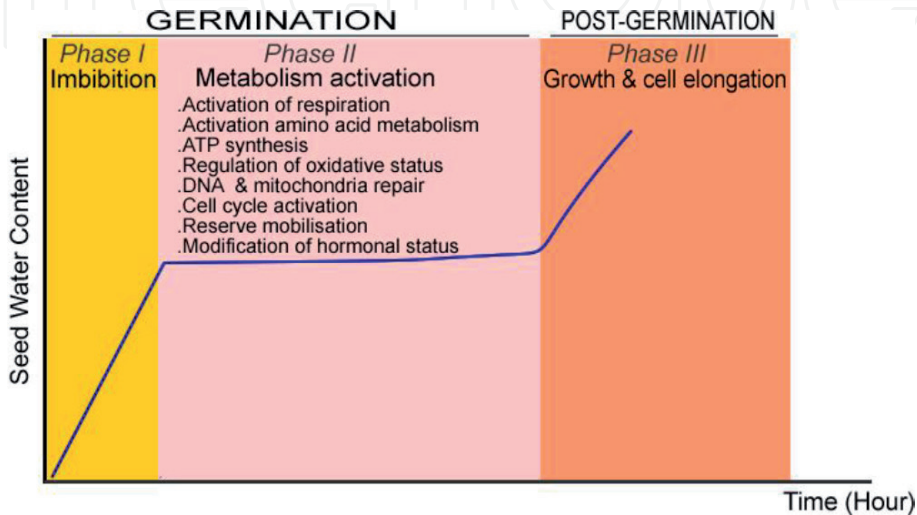 GERMINATION
POST-GERMINATION
Phase I
Imbibition
Phase II
Metabolism activation
.Activation of respiration
.Activation amino acid metabolism
.ATP synthesis
.Regulation of oxidative status
.DNA & mitochondria repair
.Cell cycle activation
.Reserve mobilisation
.Modification of hormonal status
Phase III
Growth & cell elongation
Seed Water Content
Time (Hour)